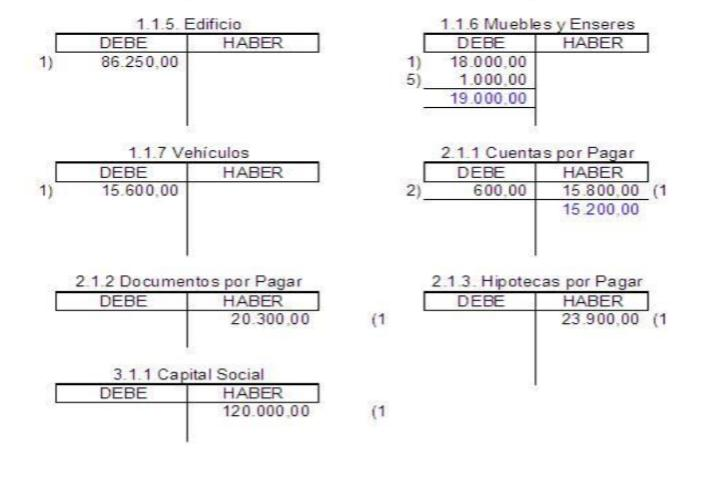 1.1.5. Edificio
DEBE HABER
1) 86.250,00
1.1.6 Muebles y Enseres
DEBE HABER
1) 18.000,00
5) 1.000,00
19.000,00
1.1.7 Vehículos
DEBE HABER
1) 15.600,00
2.1.1 Cuentas por Pagar
DEBE HABER
2) 600,00 15.800,00 (1
15.200,00
2.1.2 Documentos por Pagar
DEBE HABER
20.300,00 (1
2.1.3. Hipotecas por Pagar
DEBE HABER
23.900,00 (1
3.1.1 Capital Social
DEBE HABER
120.000,00 (1